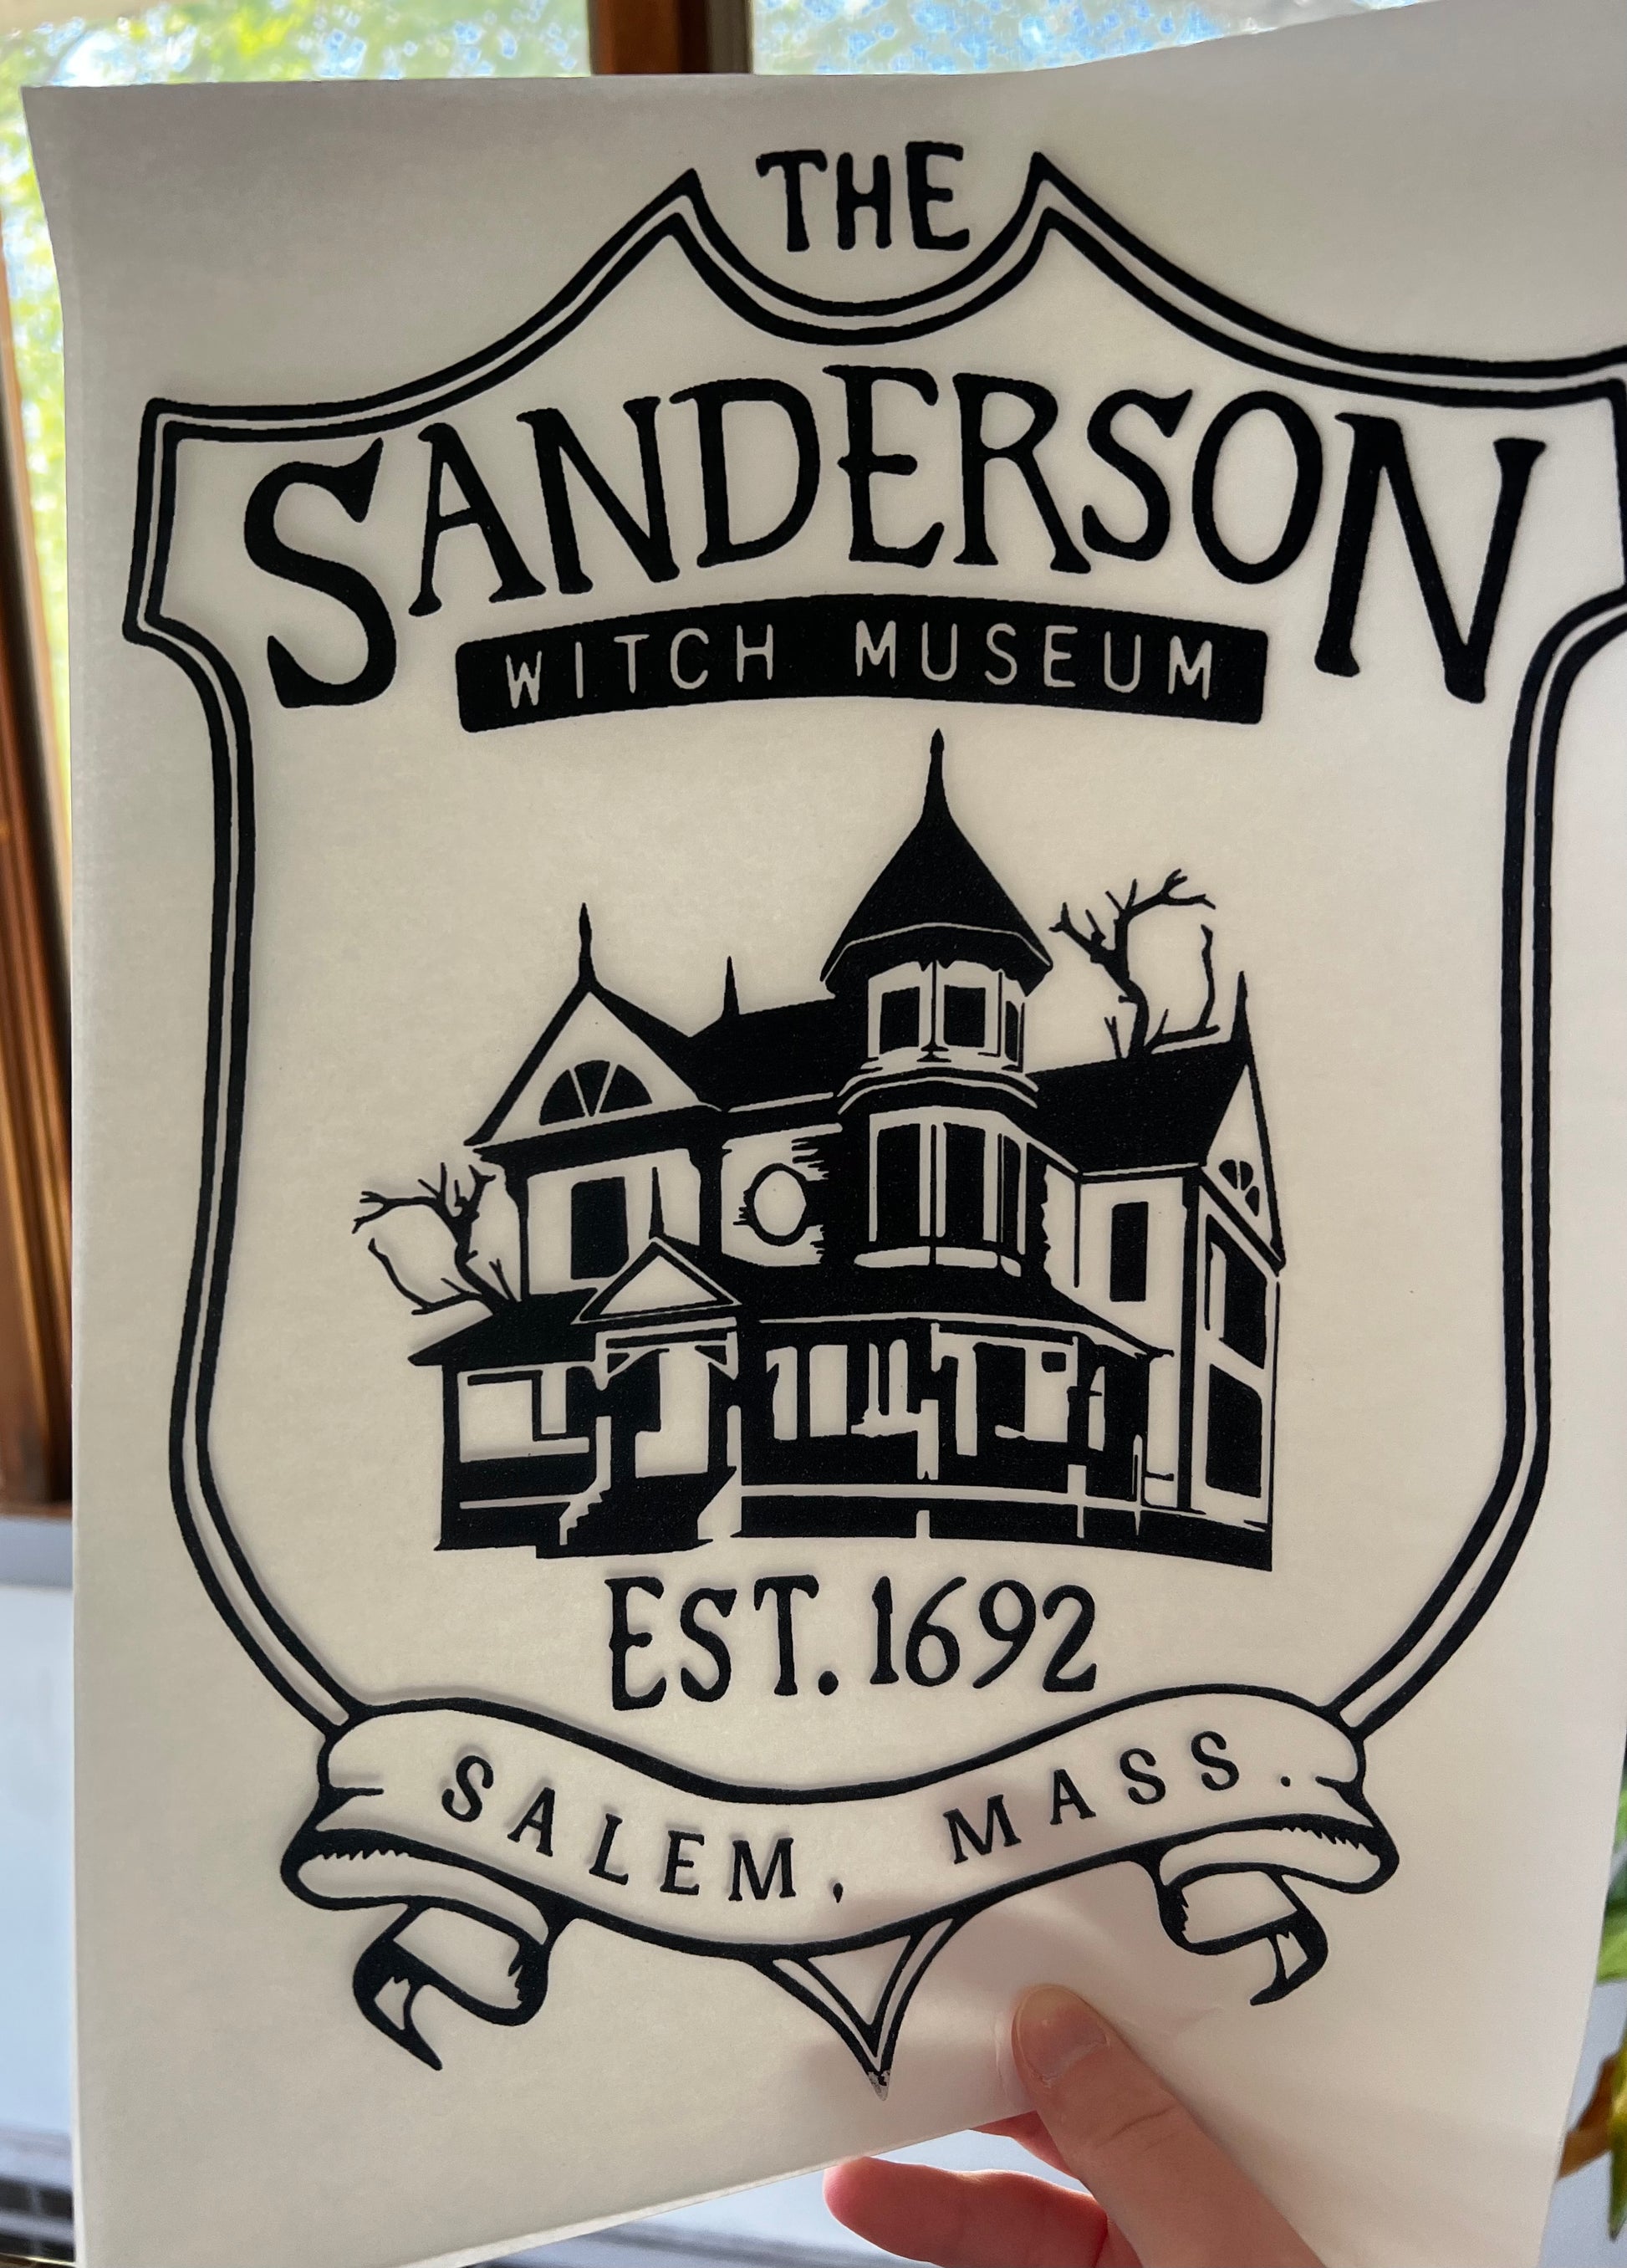 THE
SANDERSON
WITCH MUSEUM
EST. 1692
SALEM, MASS.